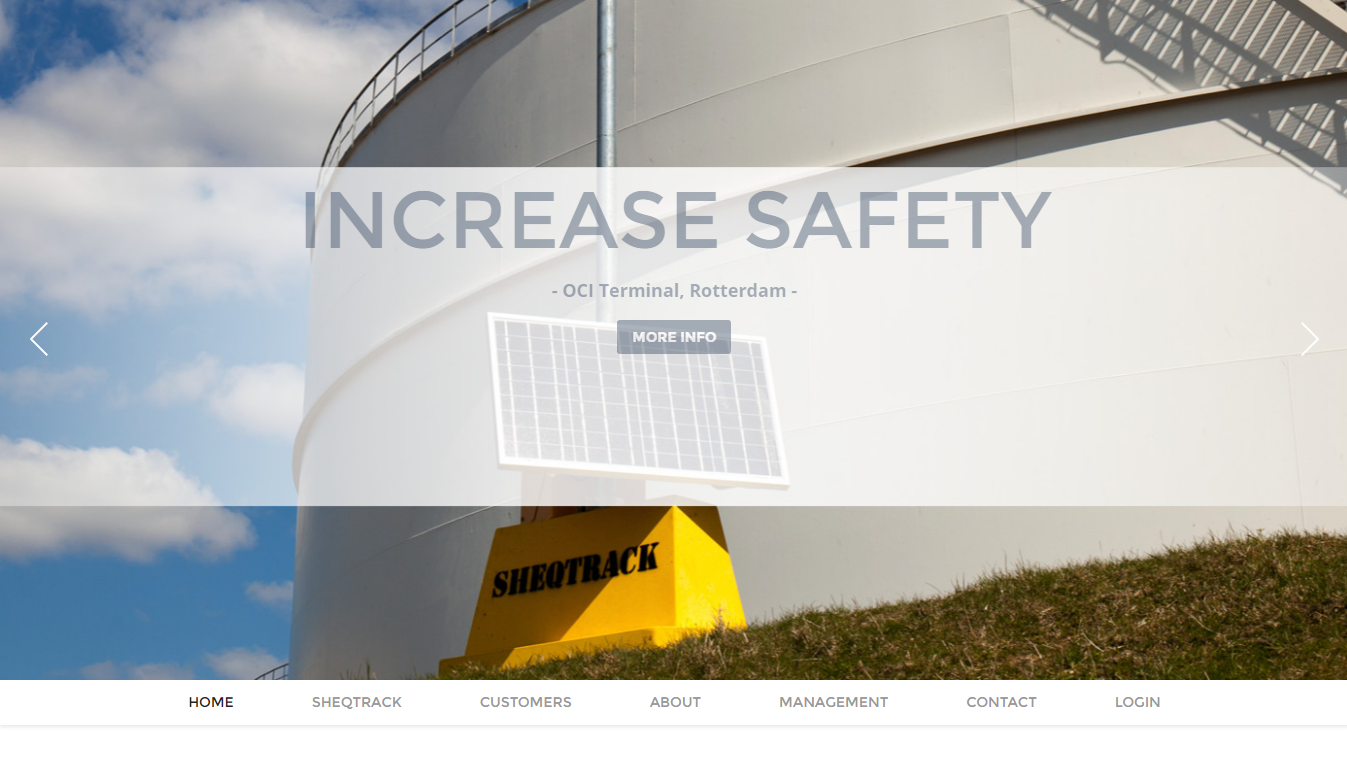 INCREASE SAFETY
- OCI Terminal, Rotterdam -
MORE INFO
SHEQTRACK
HOME
SHEQTRACK
CUSTOMERS
ABOUT
MANAGEMENT
CONTACT
LOGIN